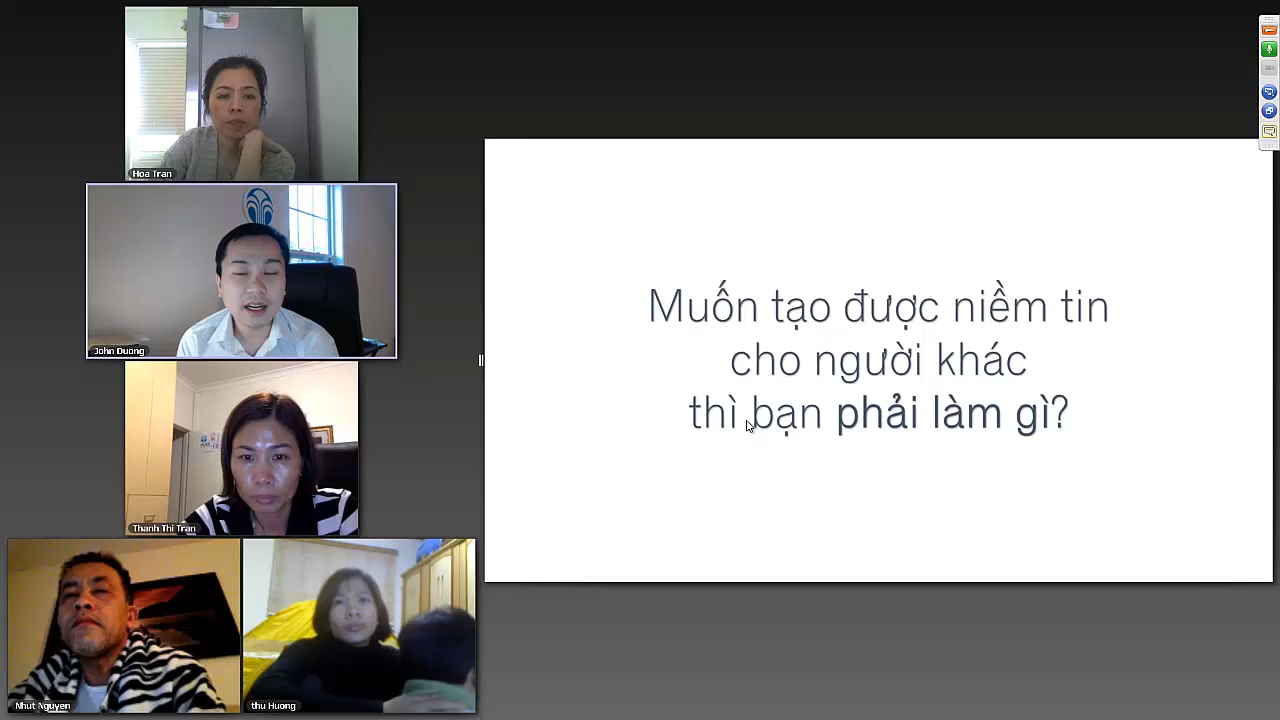 Hoa Tran
John Duong
Thanh Thi Tran
Nhut Nguyen
thu Huong
Muốn tạo được niềm tin
cho người khác
thì bạn phải làm gì?